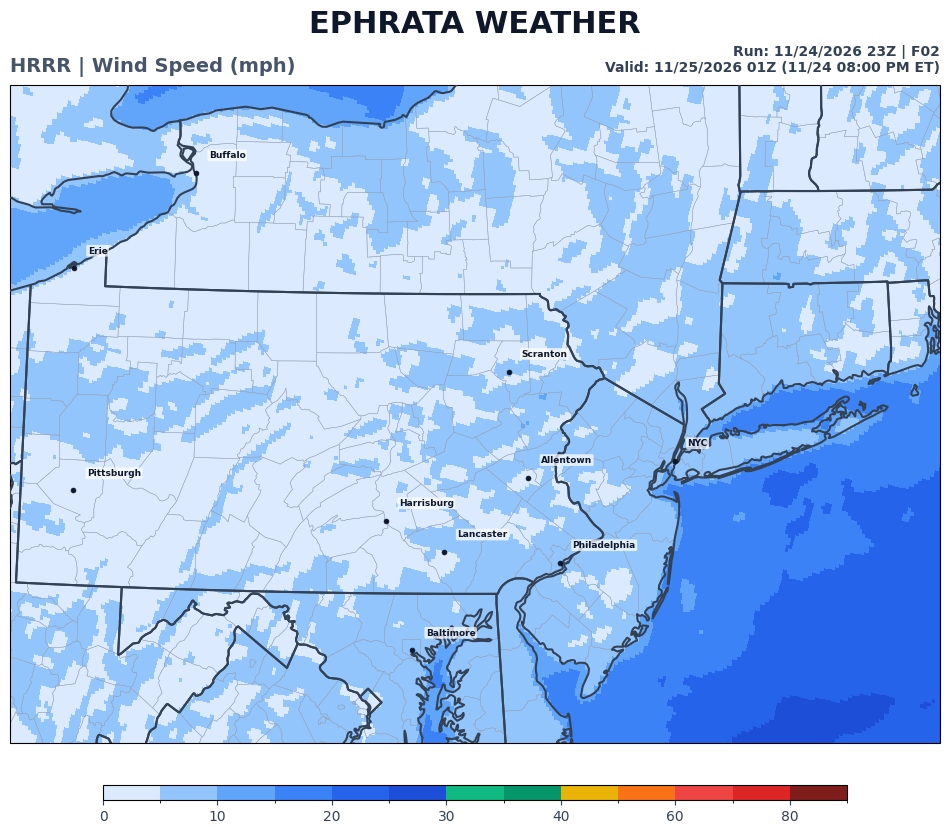 EPHRATA WEATHER
HRRR | Wind Speed (mph)
Run: 11/24/2026 23Z | F02
Valid: 11/25/2026 01Z (11/24 08:00 PM ET)
Buffalo
Erie
Scranton
NYC
Allentown
Pittsburgh
Harrisburg
Lancaster
Philadelphia
Baltimore
0 10 20 30 40 60 80